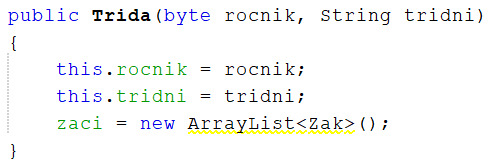 public Trida(byte rocnik, String tridni)
{
    this.rocnik = rocnik;
    this.tridni = tridni;
    zaci = new ArrayList<Zak>();
}